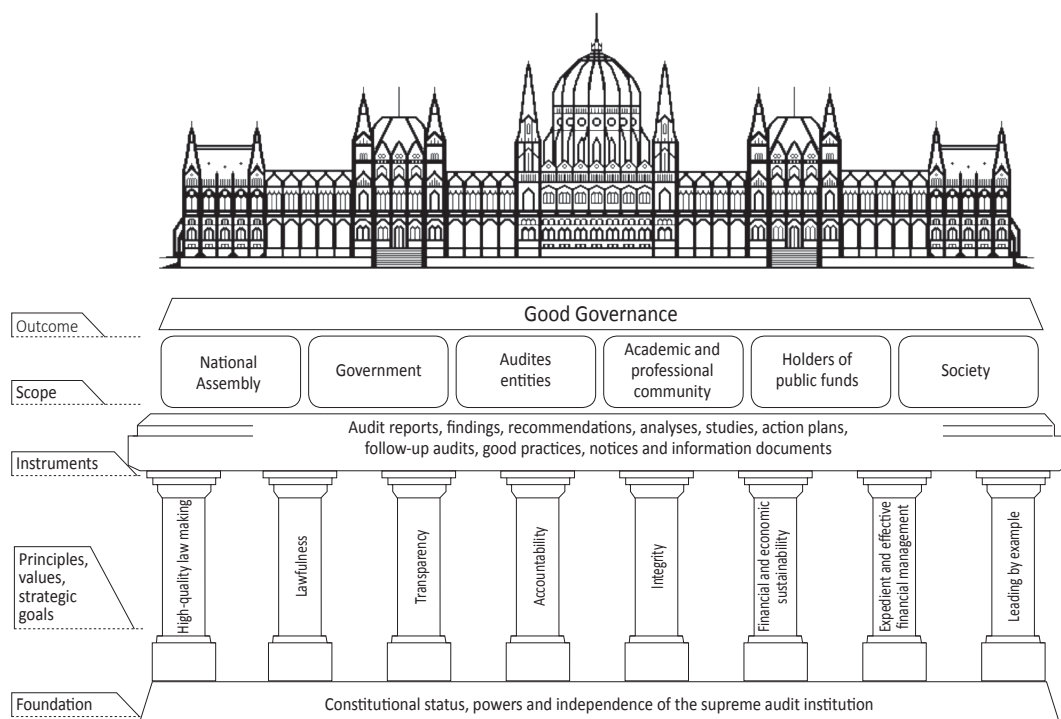 Outcome
Good Governance
Scope
National
Assembly
Government
Audites
entities
Academic and
professional
community
Holders of
public funds
Society
Instruments
Audit reports, findings, recommendations, analyses, studies, action plans,
follow-up audits, good practices, notices and information documents
Principles,
values,
strategic
goals
High-quality law making
Lawfulness
Transparency
Accountability
Integrity
Financial and economic
sustainability
Expedient and effective
financial management
Leading by example
Foundation
Constitutional status, powers and independence of the supreme audit institution